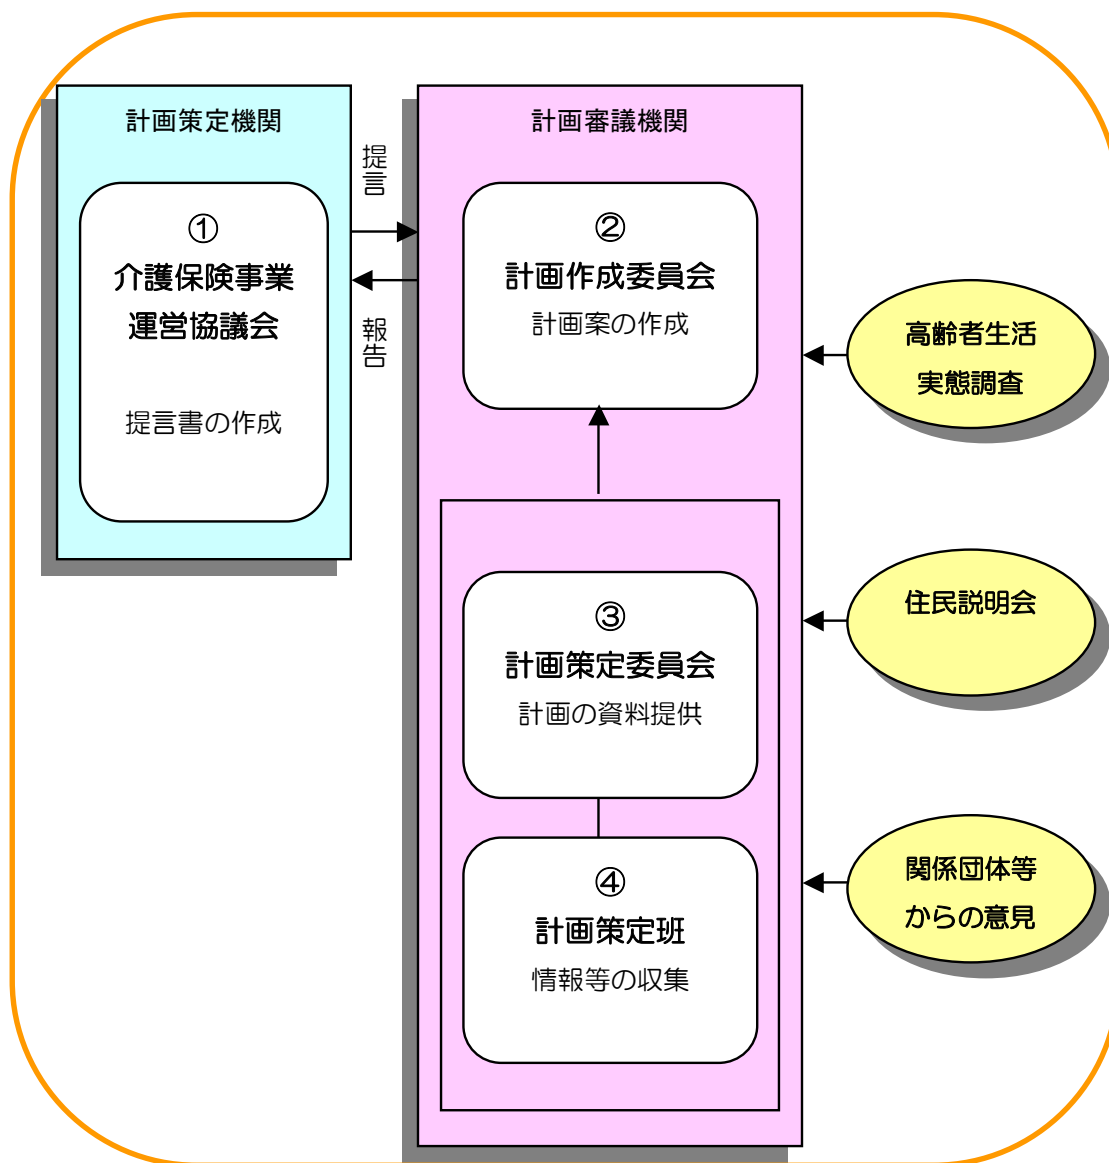 計画策定機関
①
介護保険事業
運営協議会
提言書の作成
提言
報告
計画審議機関
②
計画作成委員会
計画案の作成
③
計画策定委員会
計画の資料提供
④
計画策定班
情報等の収集
高齢者生活
実態調査
住民説明会
関係団体等
からの意見